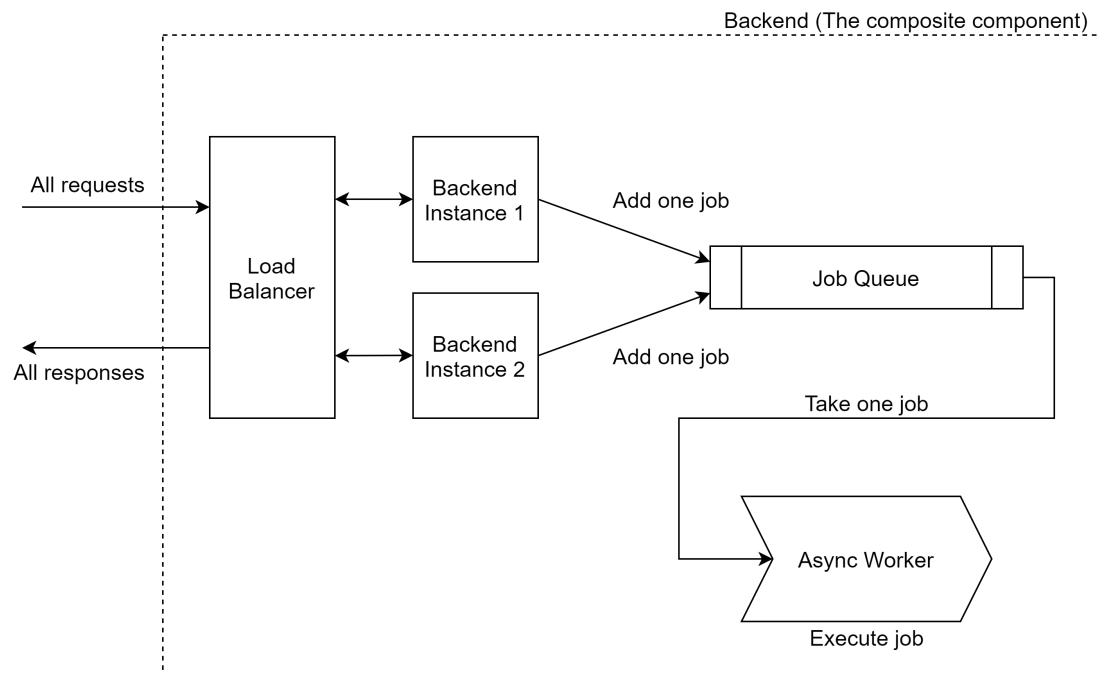 Backend (The composite component)
All requests
Backend
Instance 1
Add one job
Load
Balancer
Job Queue
Backend
Instance 2
Add one job
All responses
Take one job
Async Worker
Execute job